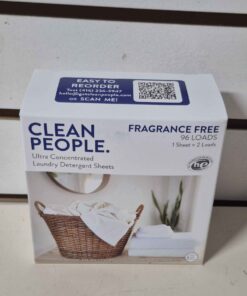 EASY TO
REORDER
OR SCAN ME!
CLEAN
PEOPLE.
Ultra Concentrated
Laundry Detergent Sheets
FRAGRANCE FREE
96 LOADS
1 Sheet = 2 Loads
he